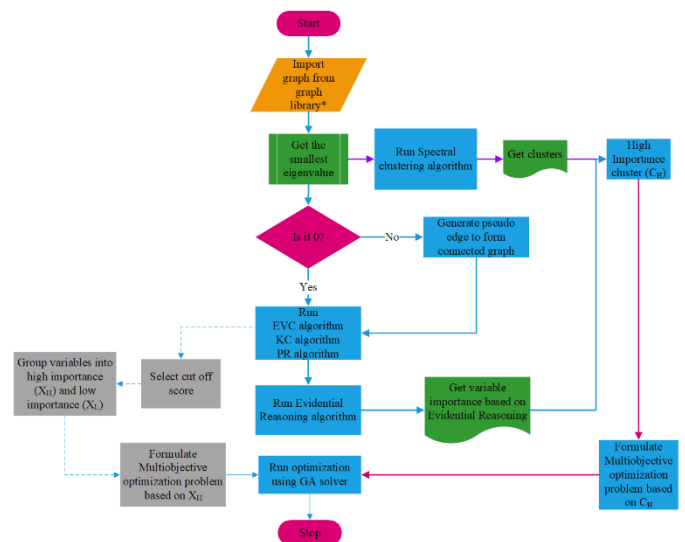 Start
Import
graph from
graph
library*
Get the
smallest
eigenvalue
Run Spectral
clustering algorithm
Get clusters
High
Importance
cluster (CH)
Is it 0?
No
Generate pseudo
edge to form
connected graph
Yes
Run
EVC algorithm
KC algorithm
PR algorithm
Group variables into
high importance
(XH) and low
importance (XL)
Select cut off
score
Run Evidential
Reasoning algorithm
Get variable
importance based on
Evidential Reasoning
Formulate
Multiobjective
optimization problem
based on XH
Run optimization
using GA solver
Formulate
Multiobjective
optimization
problem based
on CH
Stop